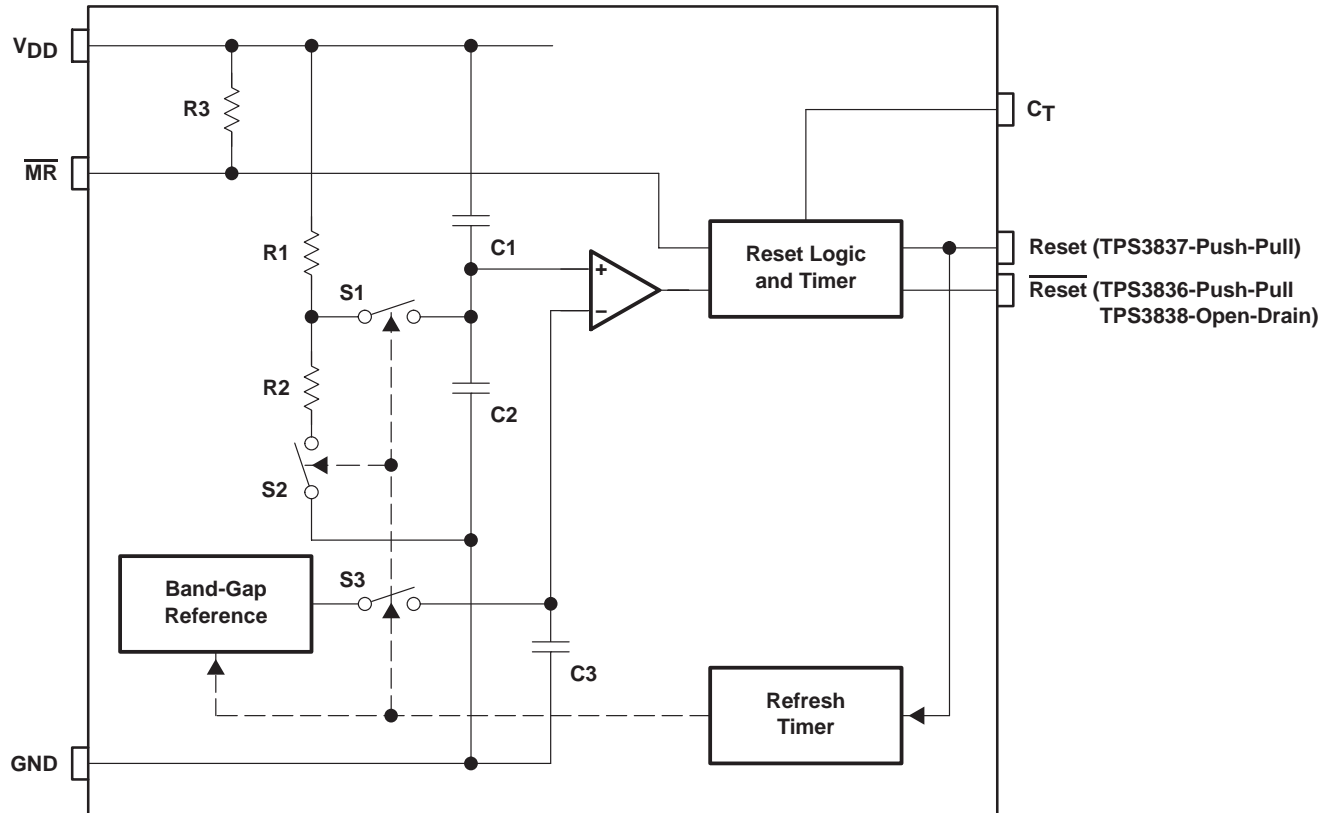 VDD
R3
CT
MR
R1
C1
+
−
Reset Logic
and Timer
Reset (TPS3837-Push-Pull)
Reset (TPS3836-Push-Pull
TPS3838-Open-Drain)
S1
R2
C2
S2
Band-Gap
Reference
S3
C3
Refresh
Timer
GND